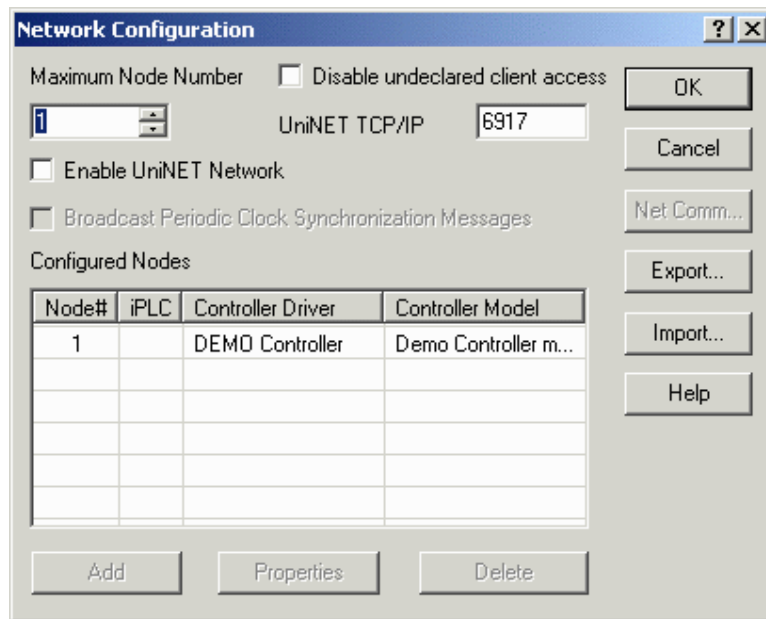 Network Configuration
Maximum Node Number
Disable undeclared client access
OK
1
UniNET TCP/IP
6917
Cancel
Enable UniNET Network
Broadcast Periodic Clock Synchronization Messages
Net Comm...
Configured Nodes
Export...
Node# iPLC Controller Driver Controller Model
1 DEMO Controller Demo Controller m...
Import...
Help
Add Properties Delete